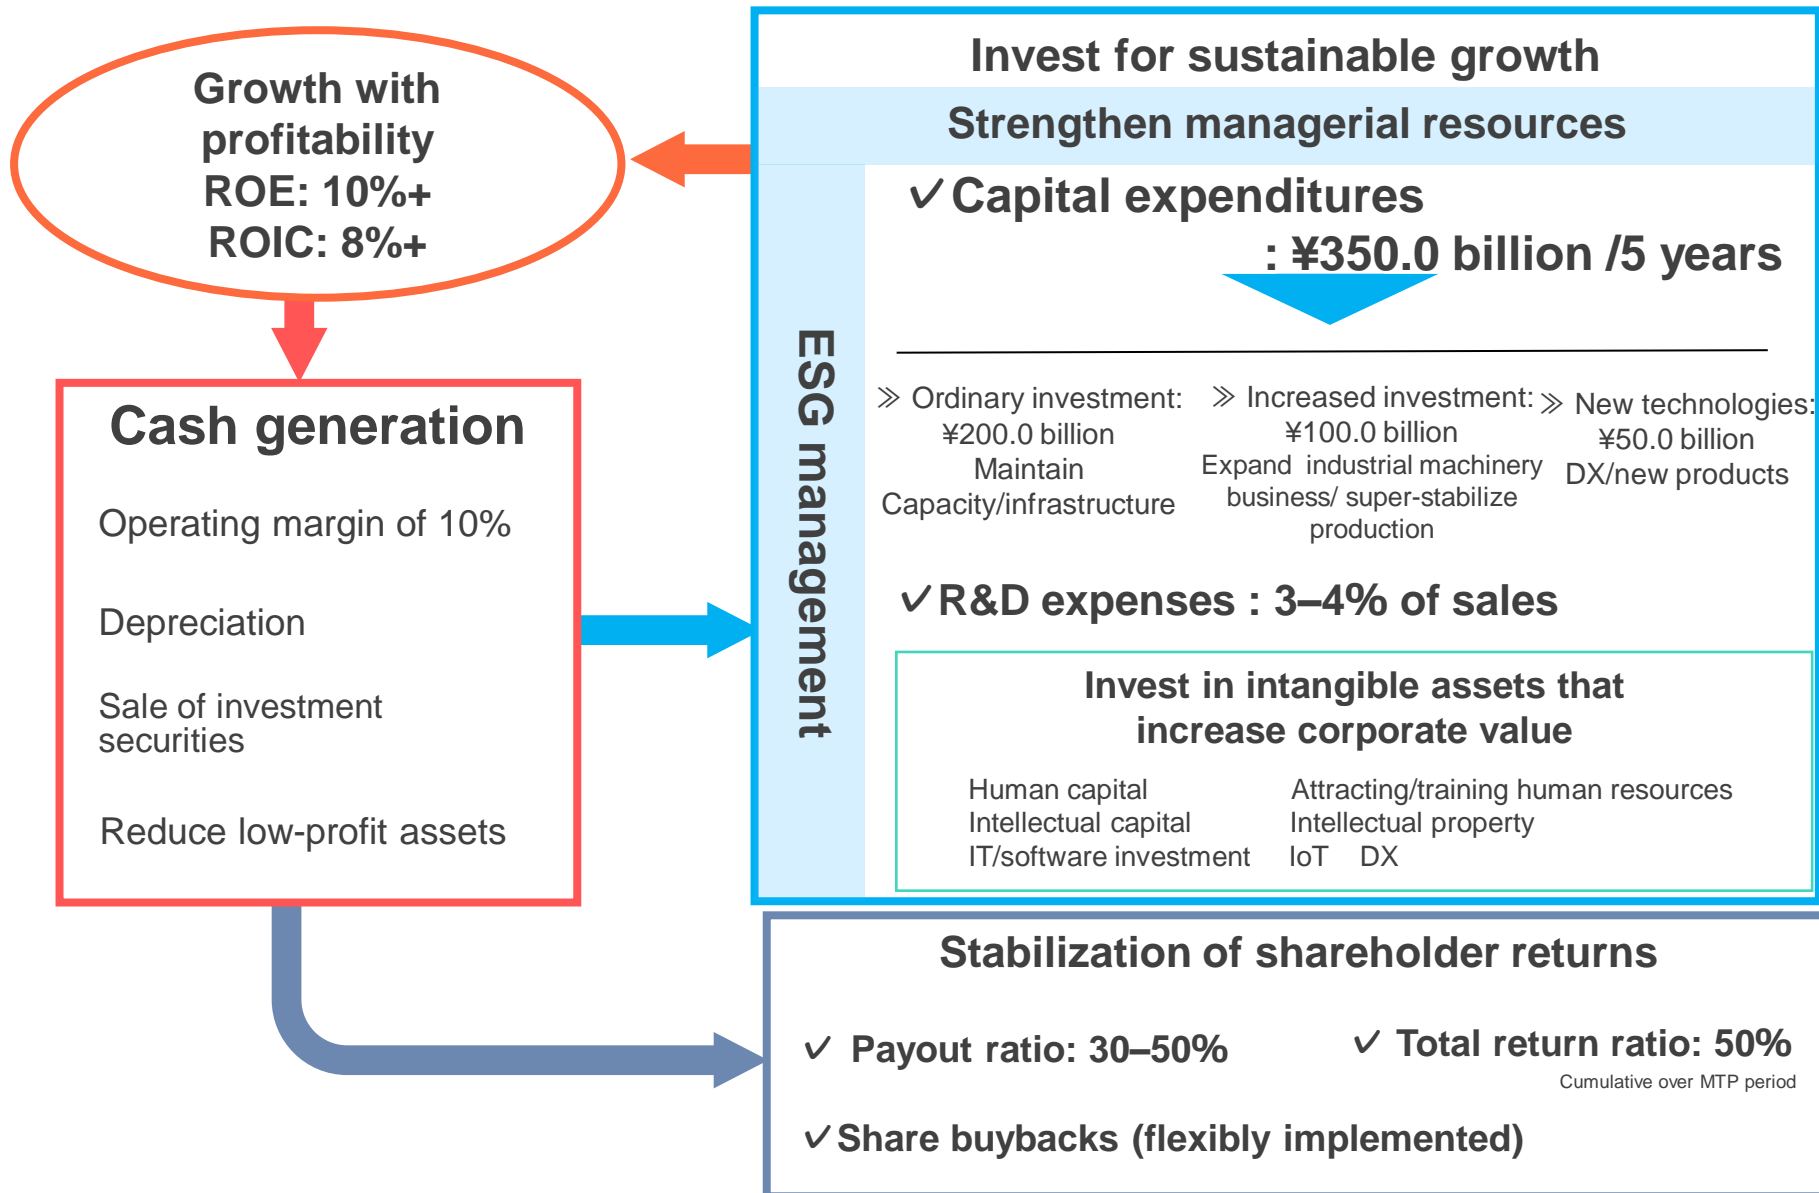 Growth with
profitability
ROE: 10%+
ROIC: 8%+
Cash generation
Operating margin of 10%
Depreciation
Sale of investment
securities
Reduce low-profit assets
Invest for sustainable growth
Strengthen managerial resources
ESG management
✓Capital expenditures
: ¥350.0 billion /5 years
≫ Ordinary investment:
¥200.0 billion
Maintain
Capacity/infrastructure
≫ Increased investment:
¥100.0 billion
Expand industrial machinery
business/ super-stabilize
production
≫ New technologies:
¥50.0 billion
DX/new products
✓R&D expenses : 3–4% of sales
Invest in intangible assets that
increase corporate value
Human capital Attracting/training human resources
Intellectual capital Intellectual property
IT/software investment IoT DX
Stabilization of shareholder returns
✓ Payout ratio: 30–50%
✓ Total return ratio: 50%
Cumulative over MTP period
✓Share buybacks (flexibly implemented)